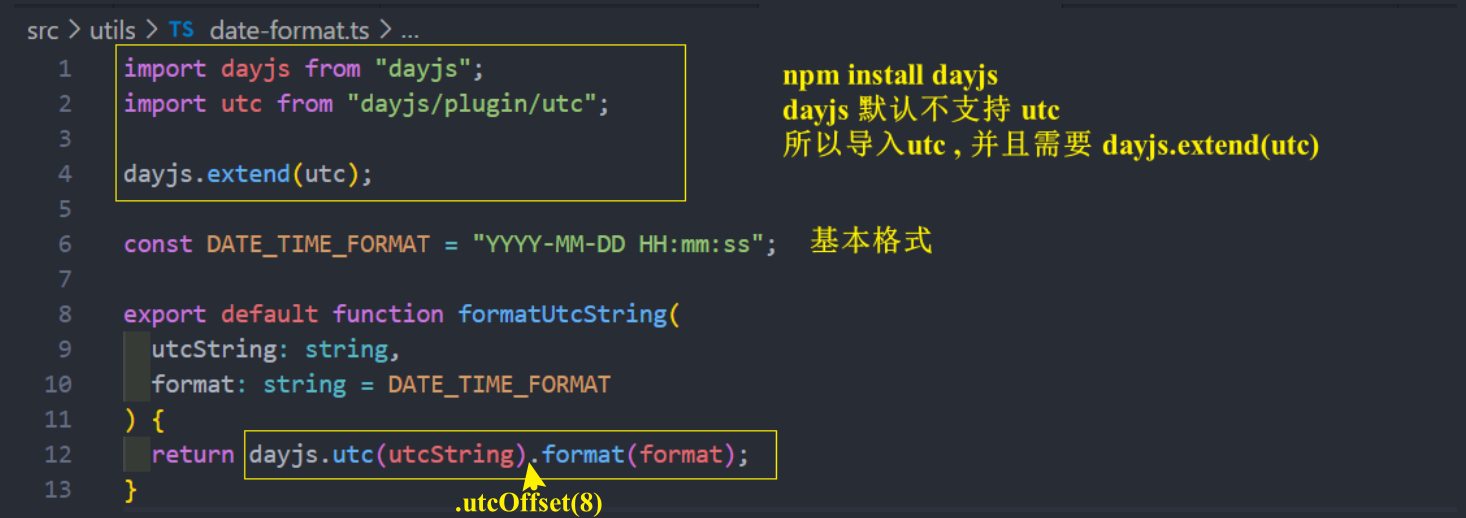 src > utils > TS date-format.ts > ...
1 import dayjs from "dayjs";
npm install dayjs
2 import utc from "dayjs/plugin/utc";
dayjs 默认不支持 utc
3
所以导入utc , 并且需要 dayjs.extend(utc)
4 dayjs.extend(utc);
5
6 const DATE_TIME_FORMAT = "YYYY-MM-DD HH:mm:ss";
基本格式
7
8 export default function formatUtcString(
9 utcString: string,
10 format: string = DATE_TIME_FORMAT
11 ) {
12 return dayjs.utc(utcString).format(format);
13 }
.utcOffset(8)